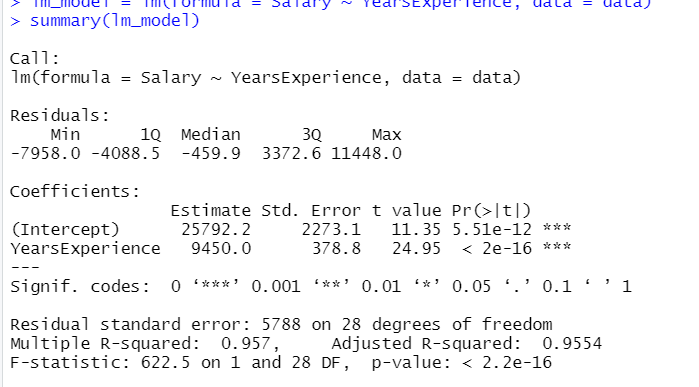 > lm_model = lm(formula = Salary ~ YearsExperience, data = data)
> summary(lm_model)
Call:
lm(formula = Salary ~ YearsExperience, data = data)
Residuals:
    Min      1Q  Median      3Q     Max
-7958.0 -4088.5  -459.9  3372.6 11448.0
Coefficients:
                Estimate Std. Error t value Pr(>|t|)
(Intercept)      25792.2     2273.1   11.35 5.51e-12 ***
YearsExperience   9450.0      378.8   24.95  < 2e-16 ***
---
Signif. codes:  0 ‘***’ 0.001 ‘**’ 0.01 ‘*’ 0.05 ‘.’ 0.1 ‘ ’ 1
Residual standard error: 5788 on 28 degrees of freedom
Multiple R-squared:  0.957,	Adjusted R-squared:  0.9554
F-statistic: 622.5 on 1 and 28 DF,  p-value: < 2.2e-16